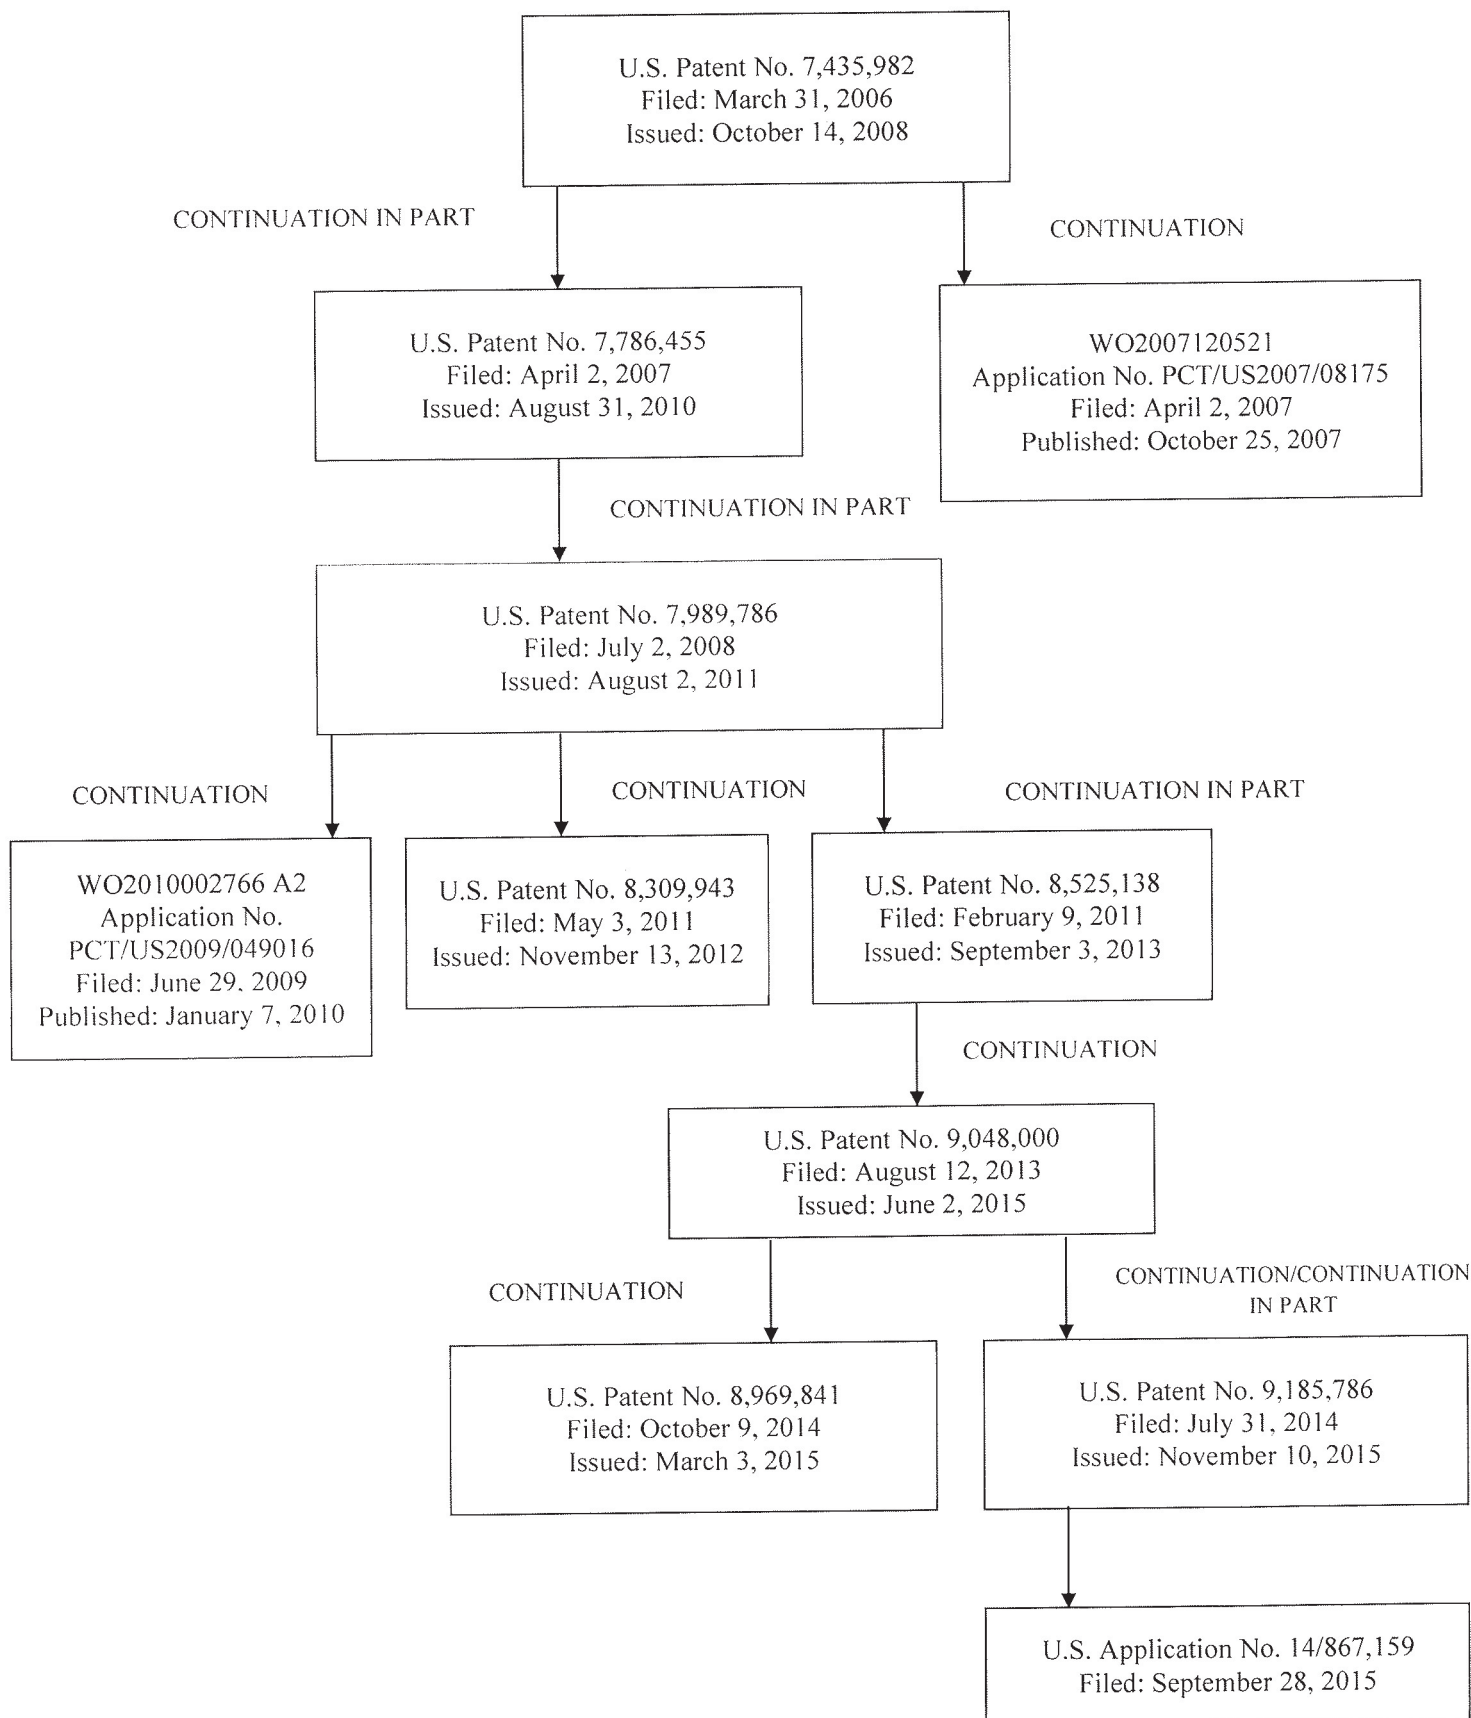 U.S. Patent No. 7,435,982
Filed: March 31, 2006
Issued: October 14, 2008
CONTINUATION IN PART
CONTINUATION
U.S. Patent No. 7,786,455
Filed: April 2, 2007
Issued: August 31, 2010
WO2007120521
Application No. PCT/US2007/08175
Filed: April 2, 2007
Published: October 25, 2007
CONTINUATION IN PART
U.S. Patent No. 7,989,786
Filed: July 2, 2008
Issued: August 2, 2011
CONTINUATION
CONTINUATION
CONTINUATION IN PART
WO2010002766 A2
Application No.
PCT/US2009/049016
Filed: June 29, 2009
Published: January 7, 2010
U.S. Patent No. 8,309,943
Filed: May 3, 2011
Issued: November 13, 2012
U.S. Patent No. 8,525,138
Filed: February 9, 2011
Issued: September 3, 2013
CONTINUATION
U.S. Patent No. 9,048,000
Filed: August 12, 2013
Issued: June 2, 2015
CONTINUATION
CONTINUATION/CONTINUATION
IN PART
U.S. Patent No. 8,969,841
Filed: October 9, 2014
Issued: March 3, 2015
U.S. Patent No. 9,185,786
Filed: July 31, 2014
Issued: November 10, 2015
U.S. Application No. 14/867,159
Filed: September 28, 2015